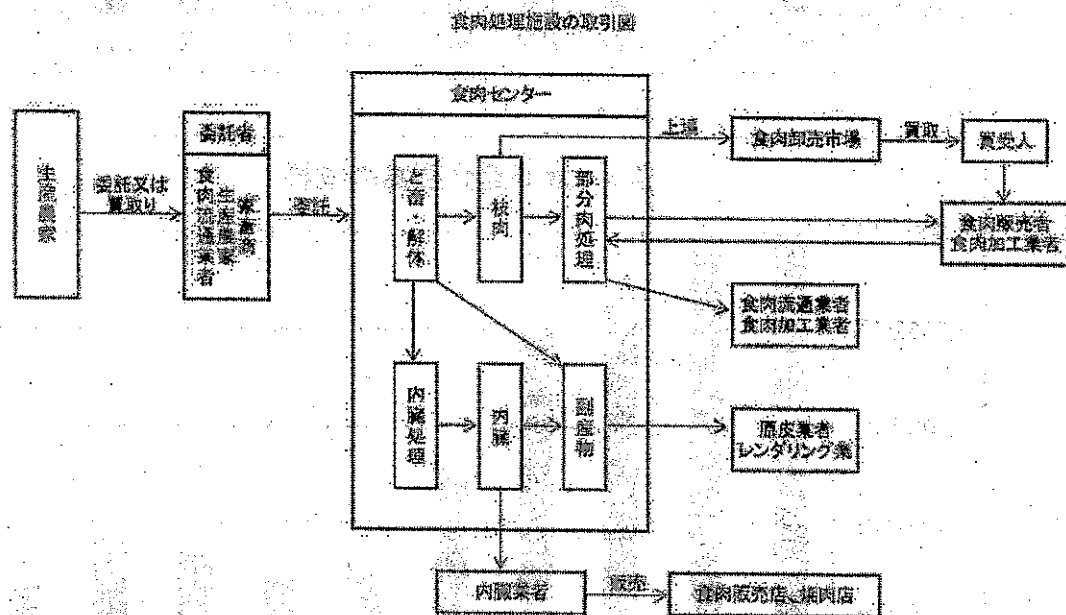 食肉処理施設の取引図
食肉センター
生流農家
委託又は
買取り
委託者
家畜商
生産農家
食肉流通業者
委託
と畜・解体
枝肉
部分肉処理
上場
食肉卸売市場
買取
買受人
食肉販売者
食肉加工業者
食肉流通業者
食肉加工業者
内臓処理
内臓
副産物
原皮業者
レンダリング業
内臓業者
販売
食肉販売店、焼肉店